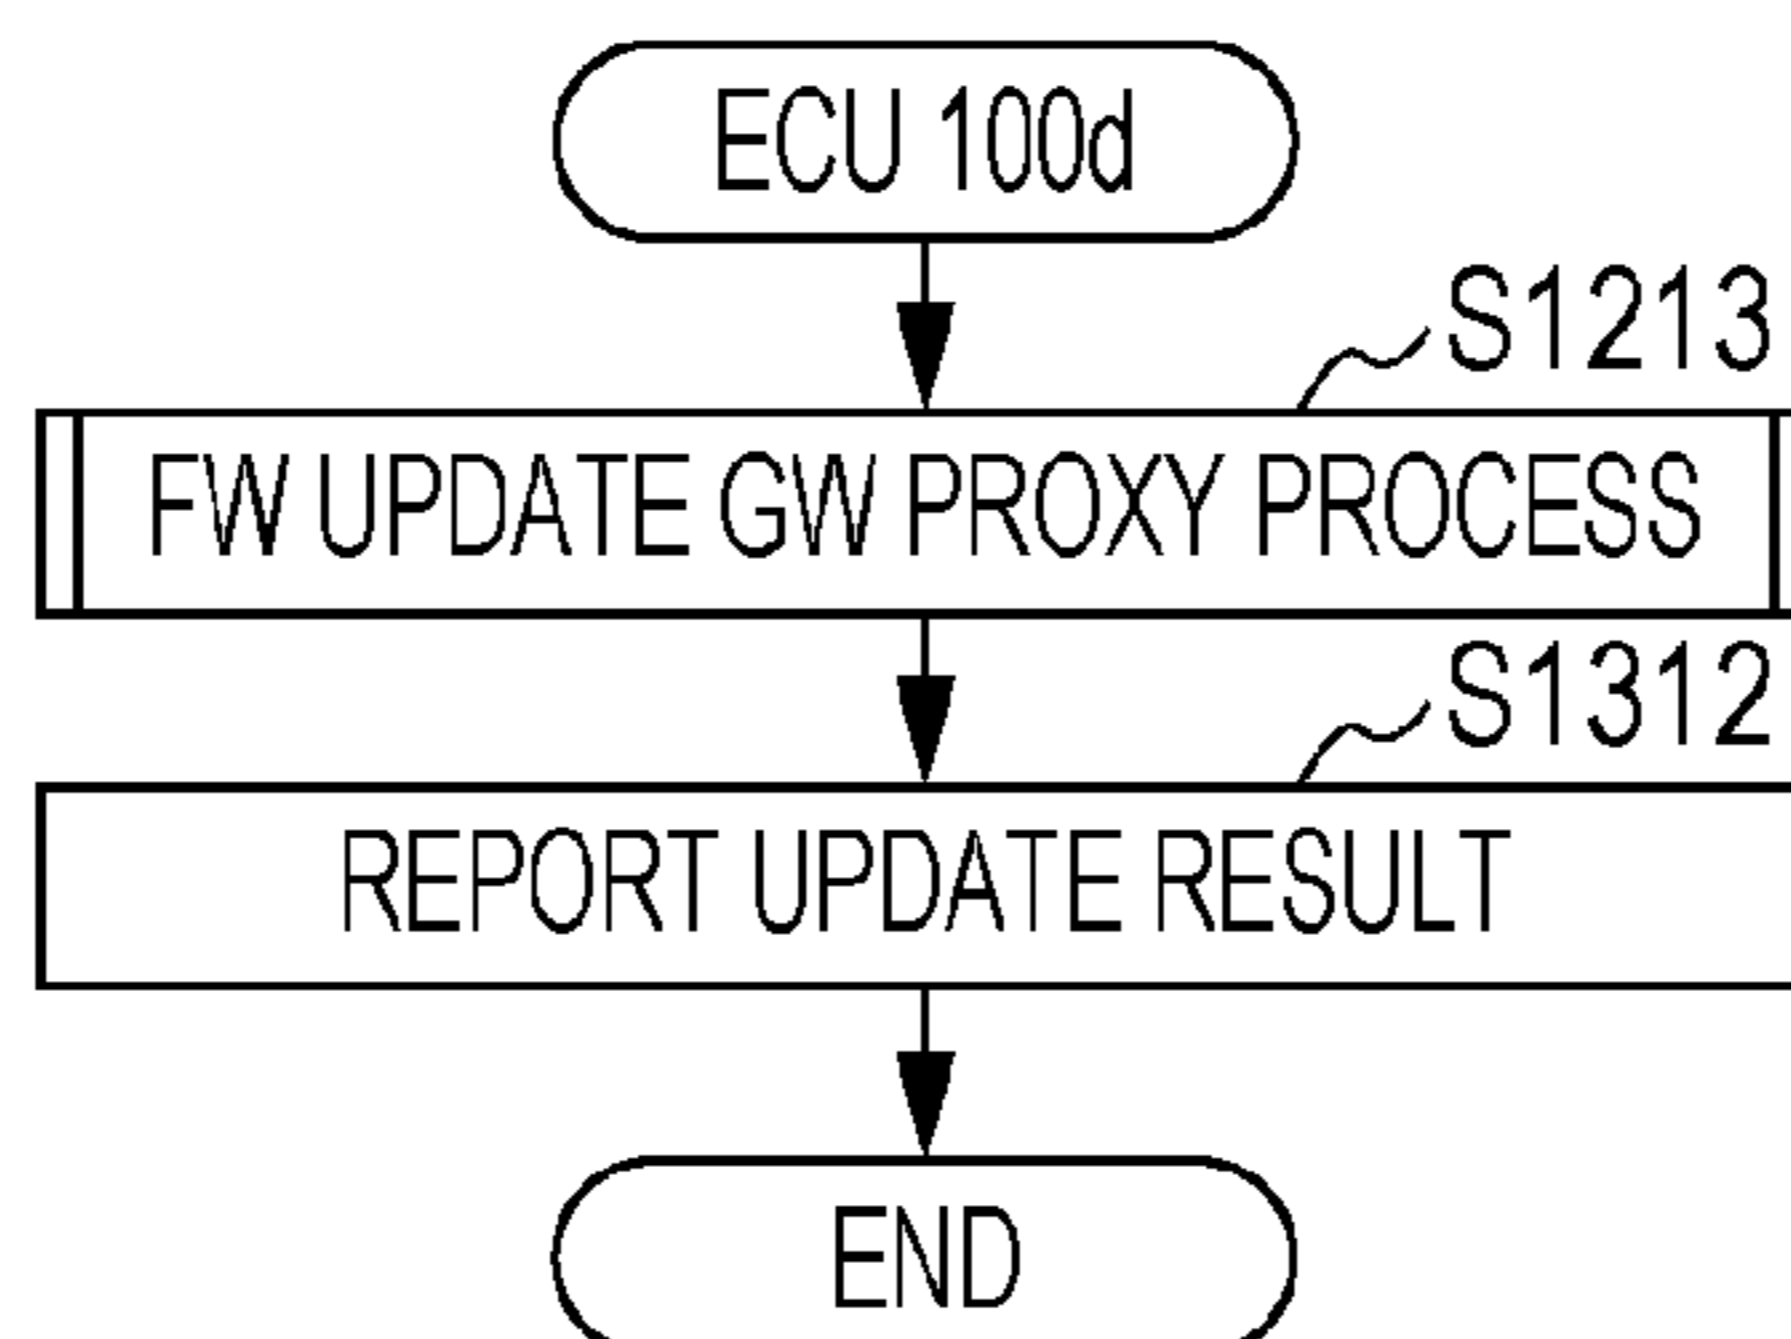 ECU 100d
S1213
FW UPDATE GW PROXY PROCESS
S1312
REPORT UPDATE RESULT
END